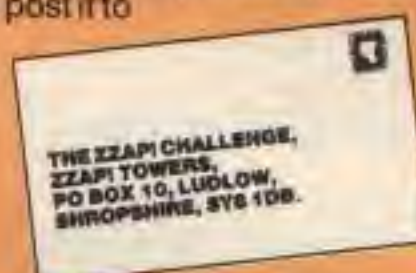 post it to
THE ZZAP! CHALLENGE,
ZZAP! TOWERS,
PO BOX 10, LUDLOW,
SHROPSHIRE, SY8 1DB.